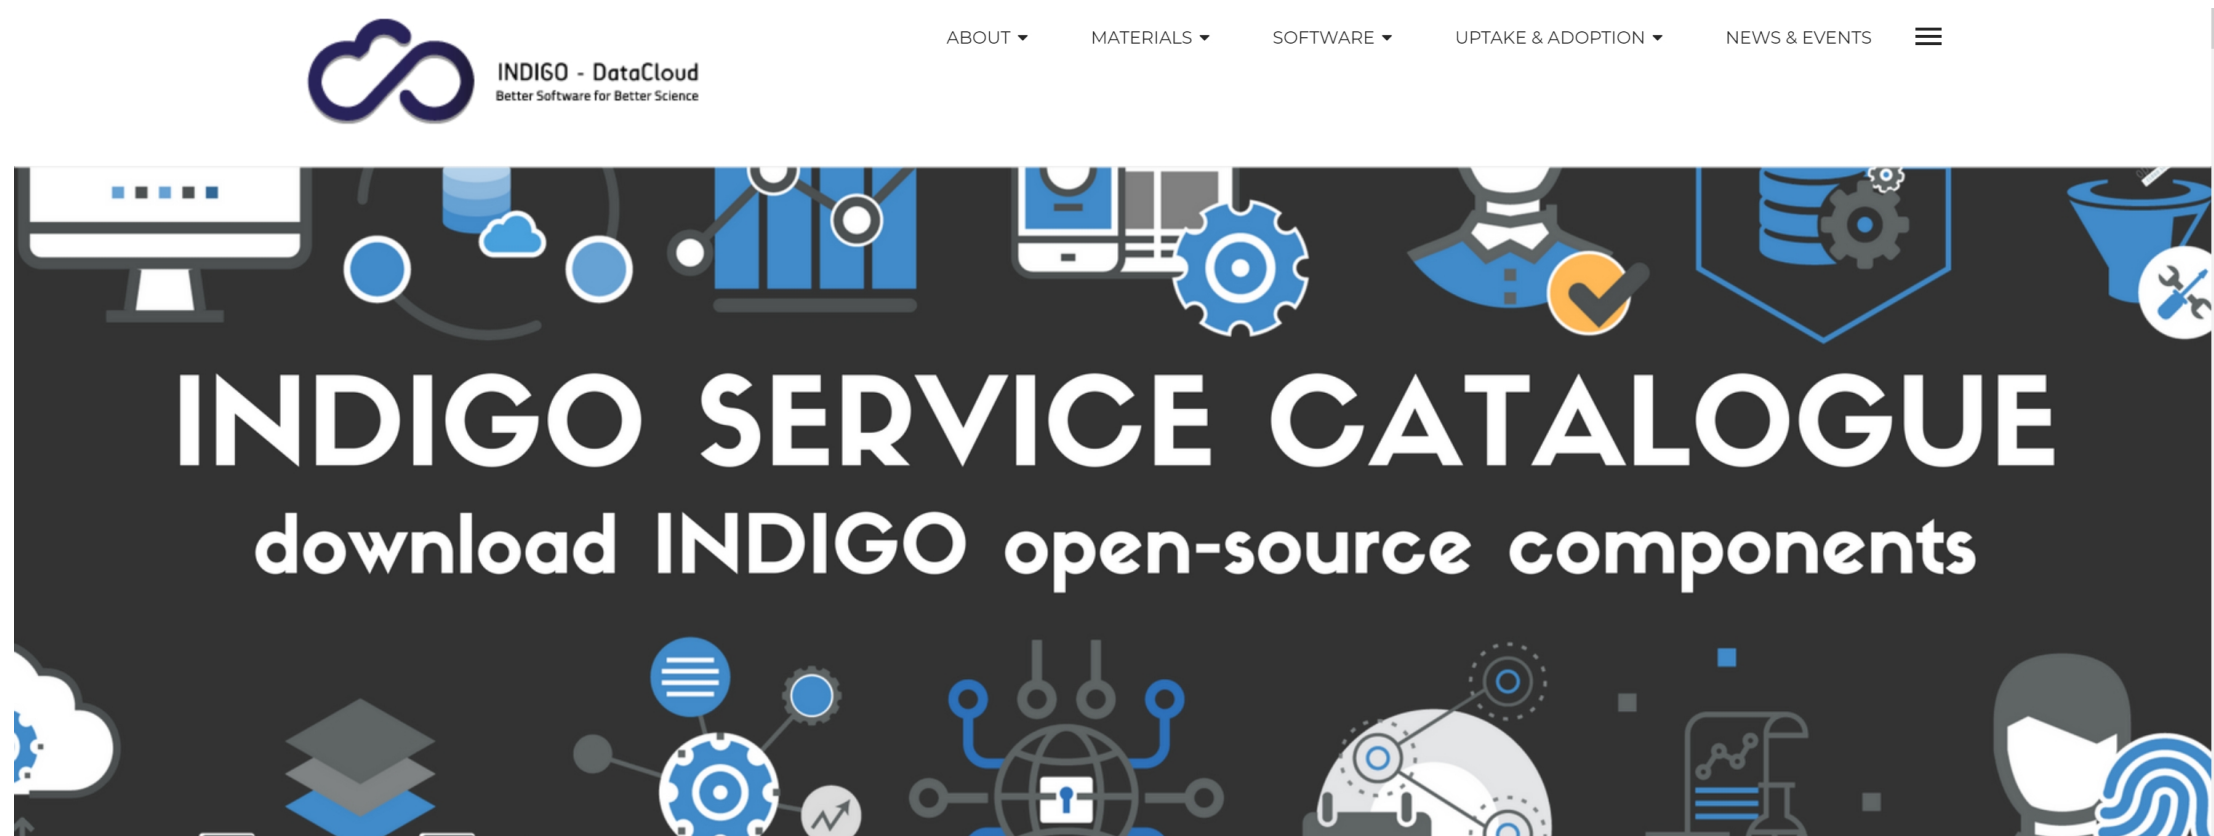 ABOUT MATERIALS SOFTWARE UPTAKE & ADOPTION NEWS & EVENTS
INDIGO - DataCloud
Better Software for Better Science
INDIGO SERVICE CATALOGUE
download INDIGO open-source components